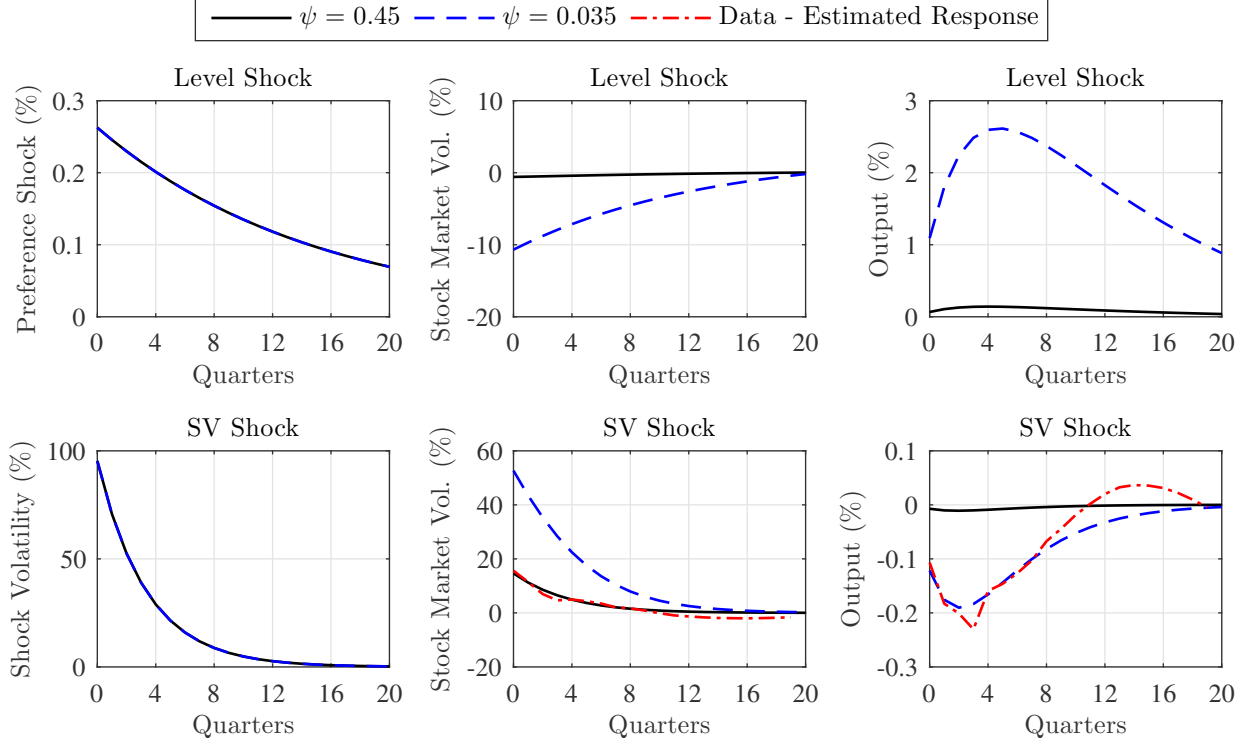 ψ = 0.45 ψ = 0.035 Data - Estimated Response
Level Shock
Preference Shock (%)
0.3
0.2
0.1
0
0 4 8 12 16 20
Quarters
Level Shock
Stock Market Vol. (%)
10
0
-10
-20
0 4 8 12 16 20
Quarters
Level Shock
Output (%)
3
2
1
0
0 4 8 12 16 20
Quarters
SV Shock
Shock Volatility (%)
100
50
0
0 4 8 12 16 20
Quarters
SV Shock
Stock Market Vol. (%)
60
40
20
0
-20
0 4 8 12 16 20
Quarters
SV Shock
Output (%)
0.1
0
-0.1
-0.2
-0.3
0 4 8 12 16 20
Quarters